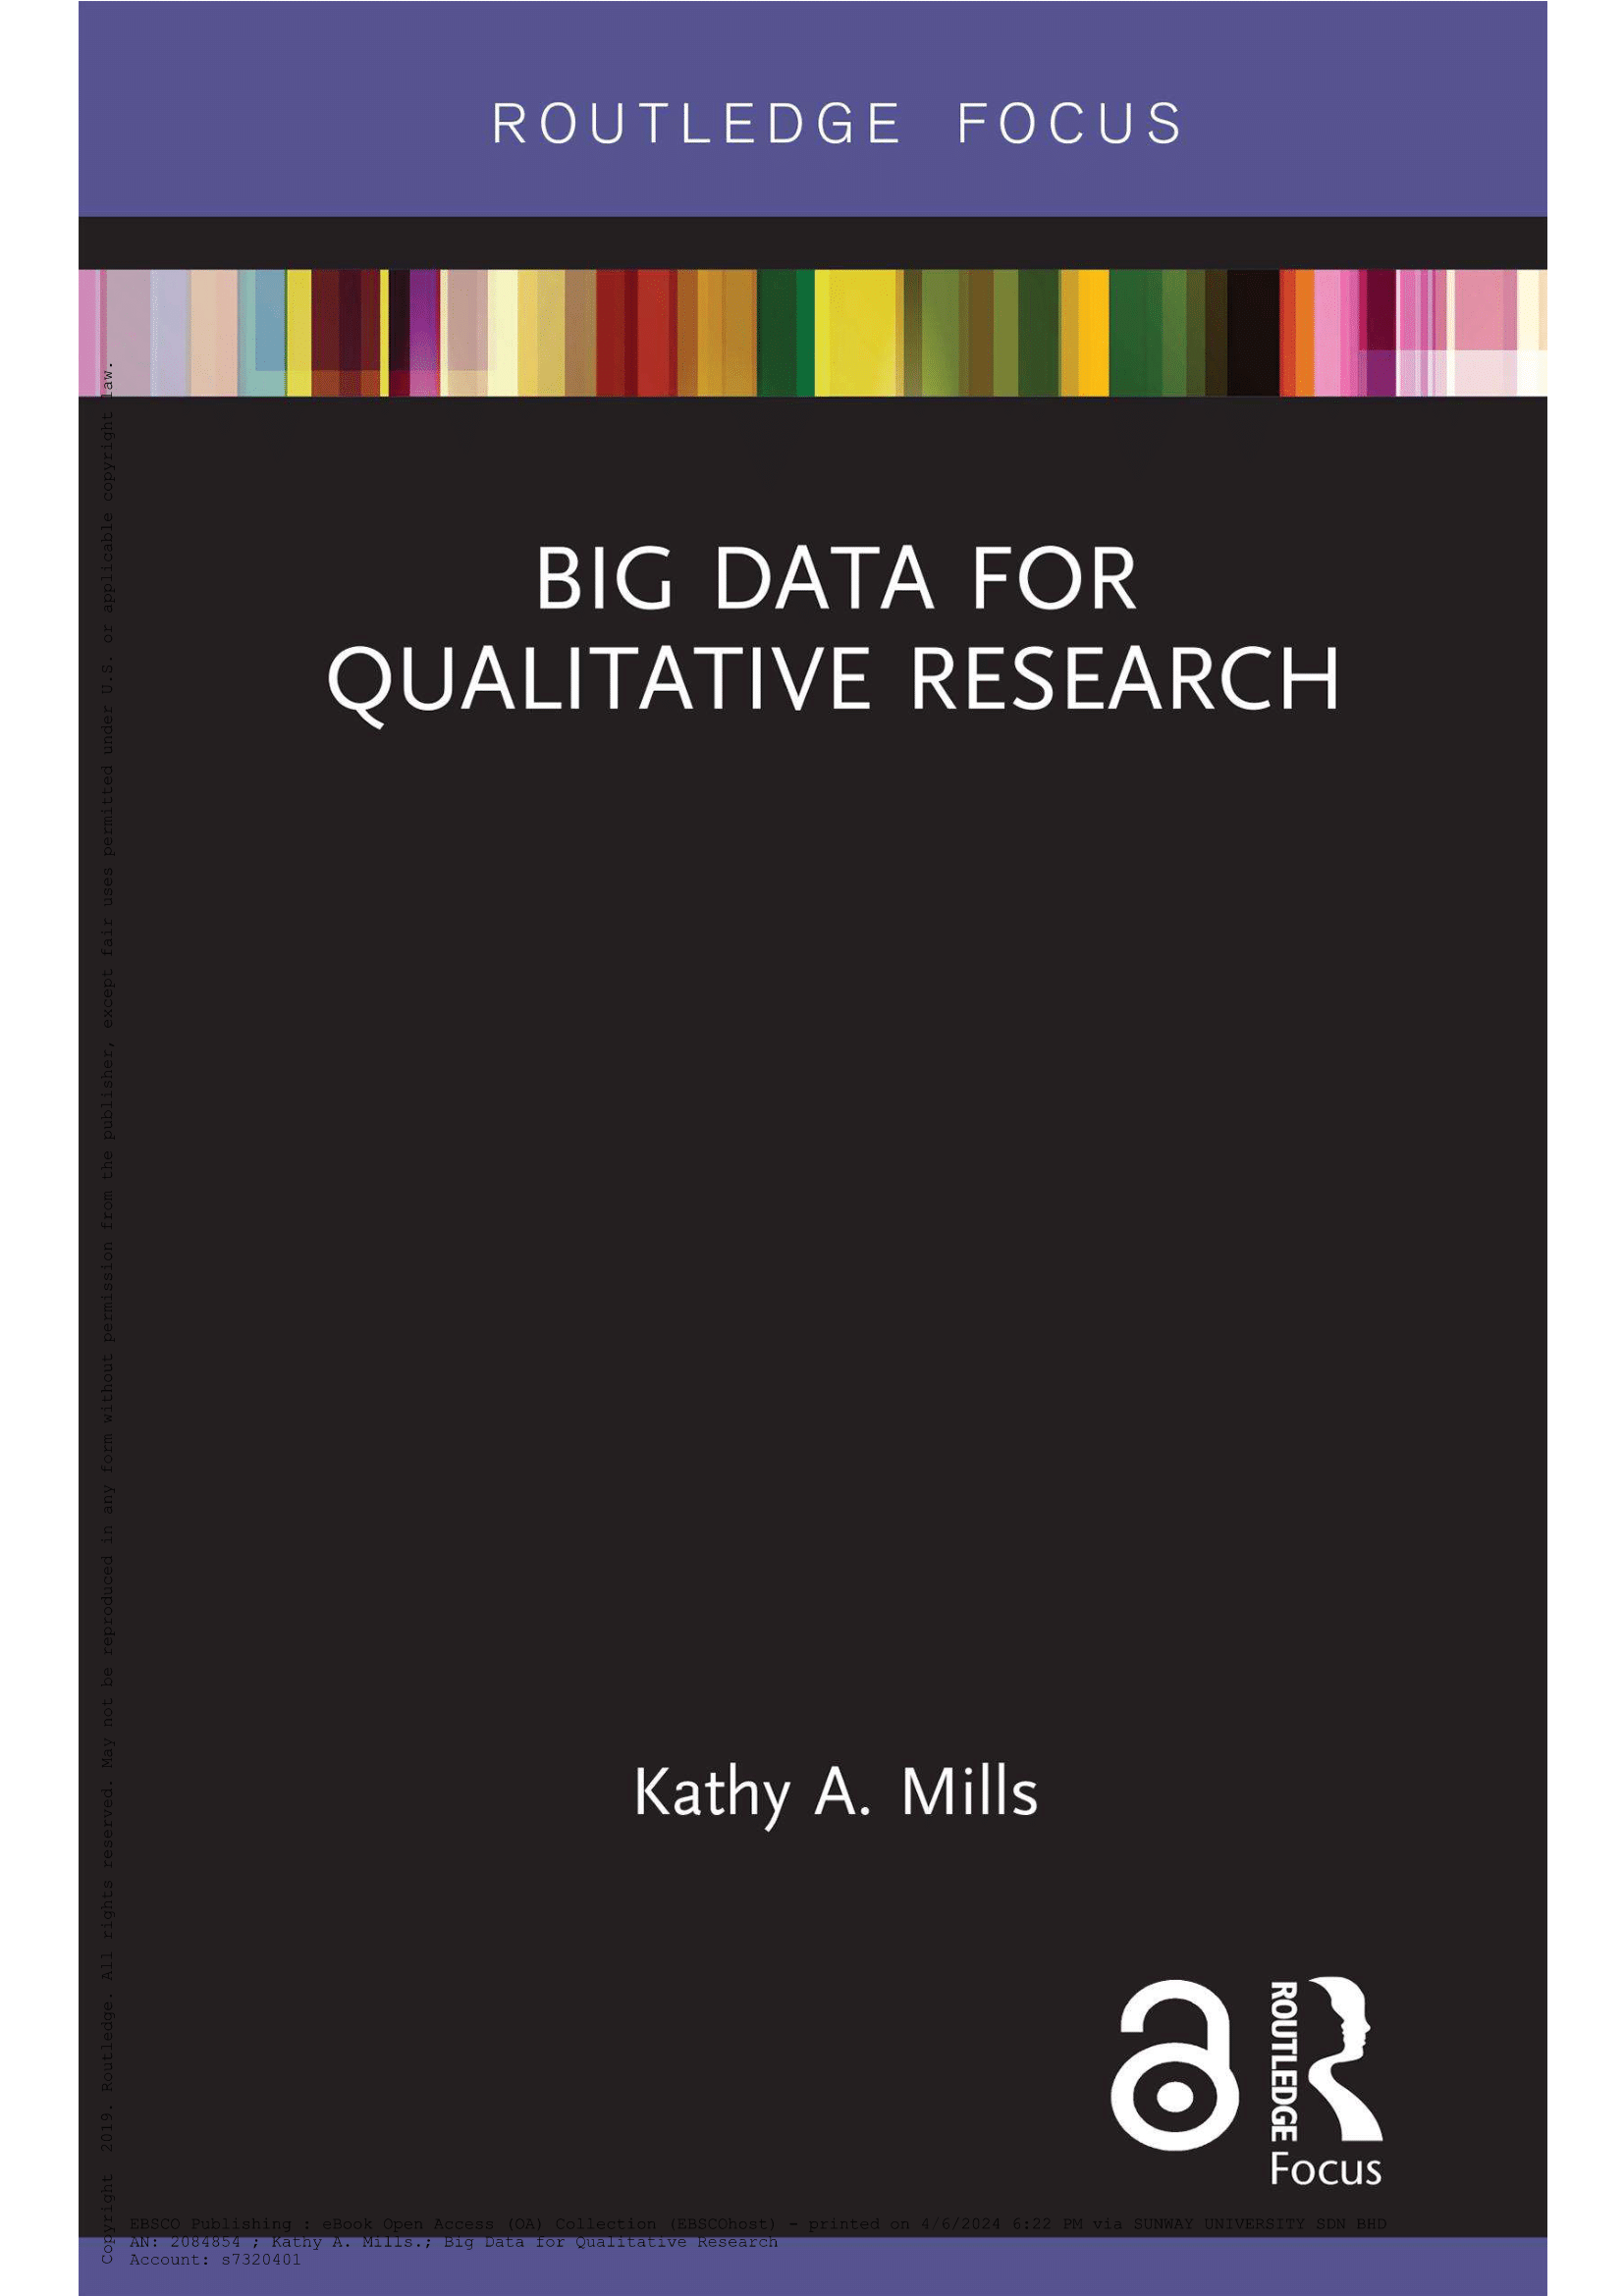 ROUTLEDGE FOCUS
BIG DATA FOR
QUALITATIVE RESEARCH
Kathy A. Mills
ROUTLEDGE
Focus
Copyright 2019. Routledge. All rights reserved. May not be reproduced in any form without permission from the publisher, except fair uses permitted under U.S. or applicable copyright law.
EBSCO Publishing : eBook Open Access (OA) Collection (EBSCOhost) - printed on 4/6/2024 6:22 PM via SUNWAY UNIVERSITY SDN BHD
AN: 2084854 ; Kathy A. Mills.; Big Data for Qualitative Research
Account: s7320401